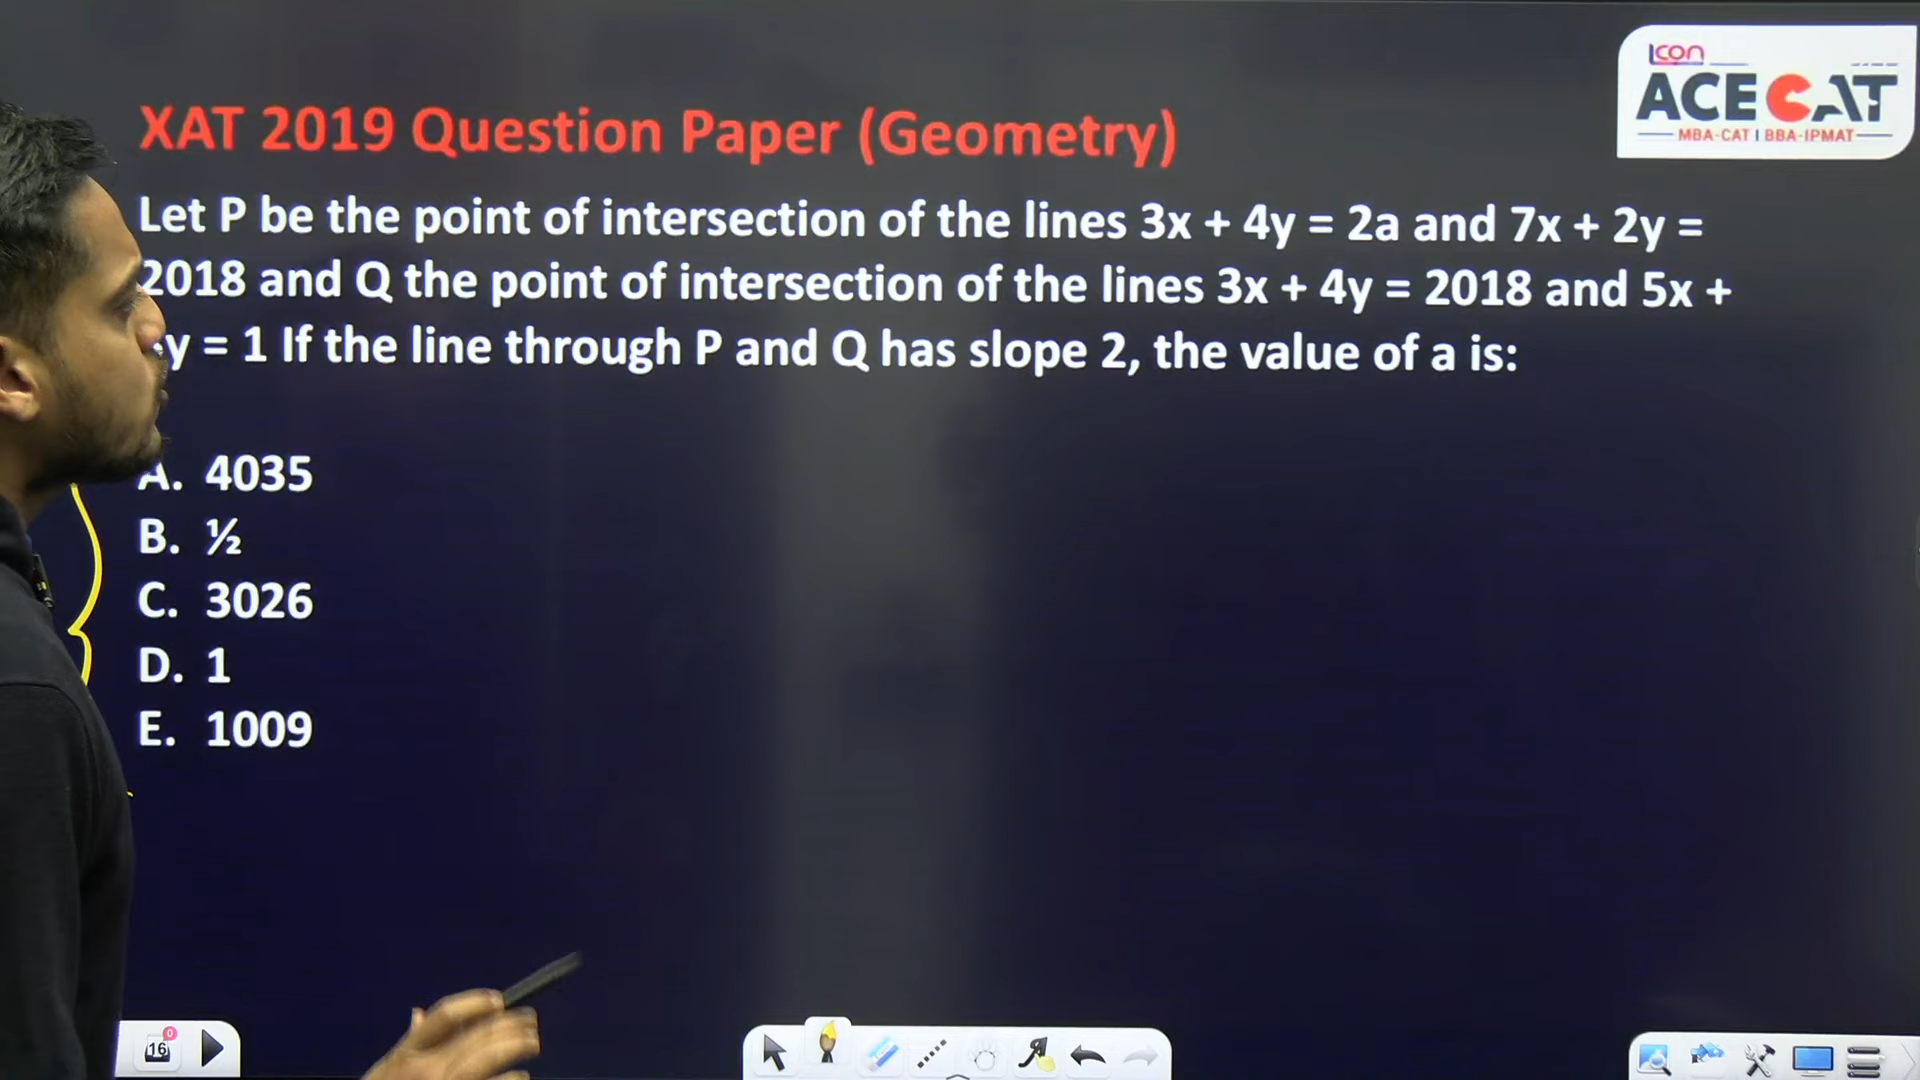 Icon
ACE CAT
MBA-CAT | BBA-IPMAT
XAT 2019 Question Paper (Geometry)
Let P be the point of intersection of the lines 3x + 4y = 2a and 7x + 2y =
2018 and Q the point of intersection of the lines 3x + 4y = 2018 and 5x +
y = 1 If the line through P and Q has slope 2, the value of a is:
A. 4035
B. ½
C. 3026
D. 1
E. 1009
16
0